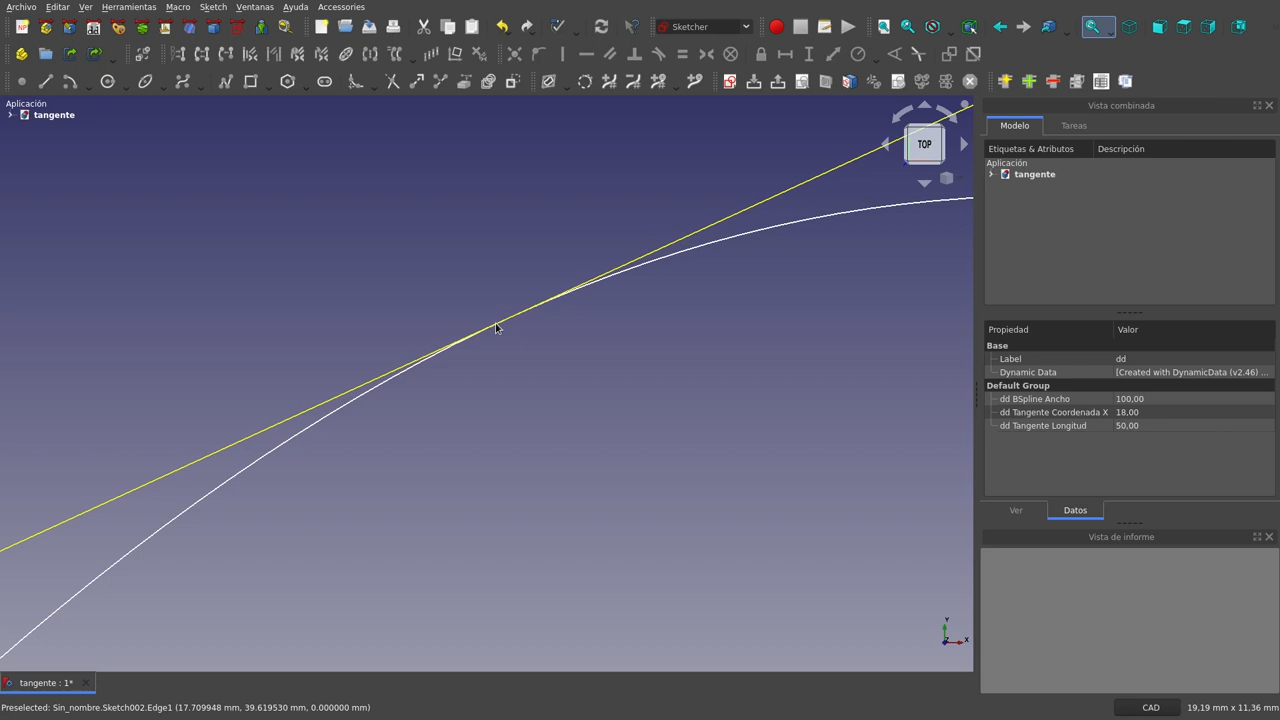 Archivo Editar Ver Herramientas Macro Sketch Ventanas Ayuda Accessories
Sketcher
Aplicación
tangente
TOP
Y
Z X
Vista combinada
Modelo Tareas
Etiquetas & Atributos Descripción
Aplicación
tangente
Propiedad Valor
Base
Label dd
Dynamic Data [Created with DynamicData (v2.46) ...
Default Group
dd BSpline Ancho 100,00
dd Tangente Coordenada X 18,00
dd Tangente Longitud 50,00
Ver Datos
Vista de informe
tangente : 1*
Preselected: Sin_nombre.Sketch002.Edge1 (17.709948 mm, 39.619530 mm, 0.000000 mm)
CAD 19,19 mm x 11,36 mm